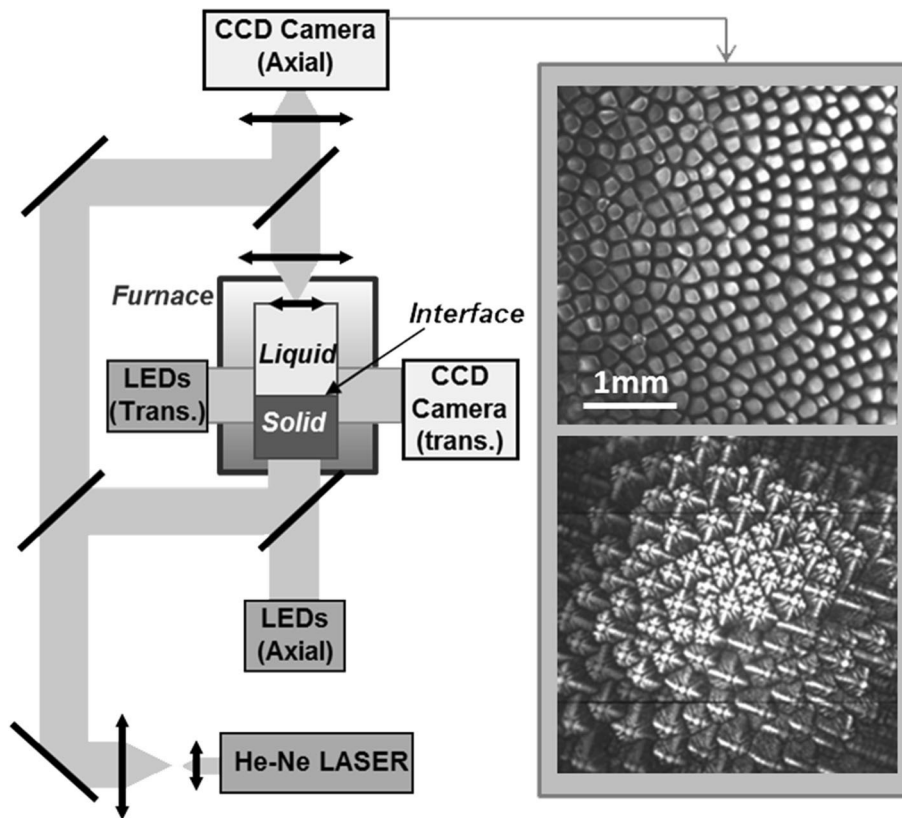 CCD Camera
(Axial)
Furnace
Interface
Liquid
LEDs
(Trans.)
CCD
Camera
(trans.)
Solid
LEDs
(Axial)
He-Ne LASER
1mm